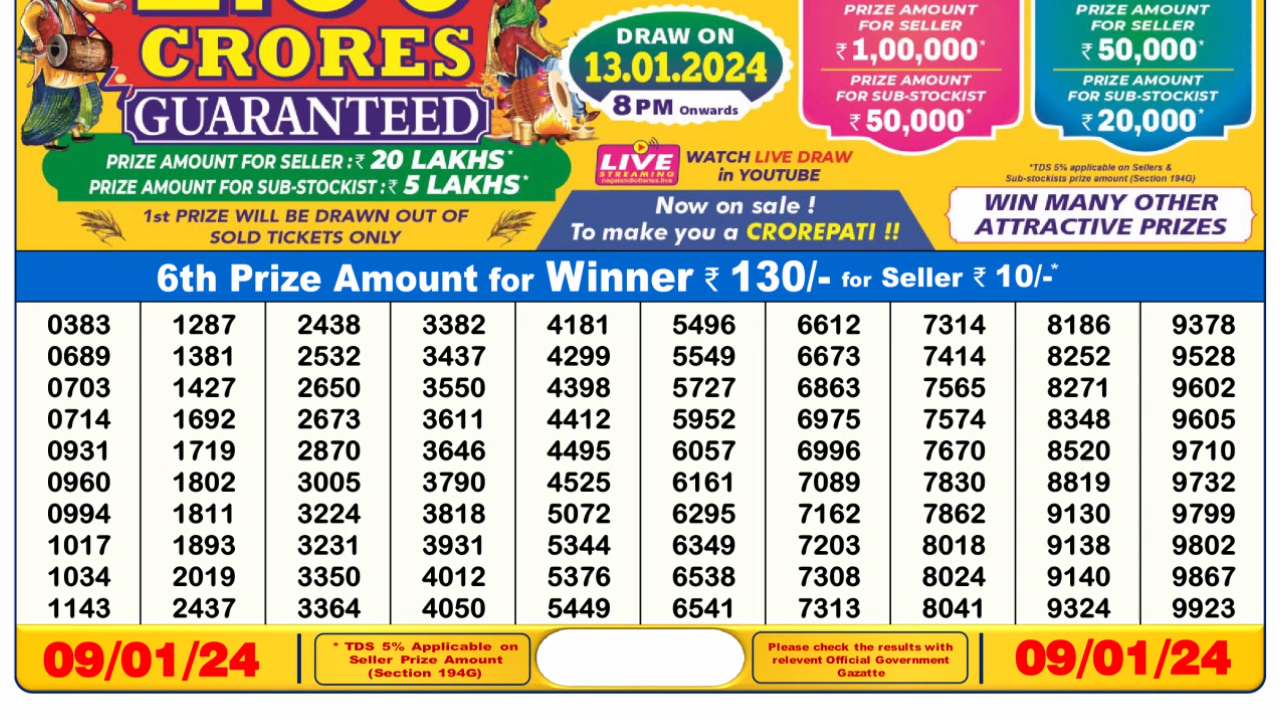 CRORES
GUARANTEED
PRIZE AMOUNT FOR SELLER :₹ 20 LAKHS*
PRIZE AMOUNT FOR SUB-STOCKIST :₹ 5 LAKHS*
1st PRIZE WILL BE DRAWN OUT OF
SOLD TICKETS ONLY
DRAW ON
13.01.2024
8PM Onwards
LIVE
STREAMING
nagalandlotteries.live
WATCH LIVE DRAW
in YOUTUBE
Now on sale !
To make you a CROREPATI !!
PRIZE AMOUNT
FOR SELLER
₹ 1,00,000*
PRIZE AMOUNT
FOR SUB-STOCKIST
₹ 50,000*
PRIZE AMOUNT
FOR SELLER
₹ 50,000*
PRIZE AMOUNT
FOR SUB-STOCKIST
₹ 20,000*
*TDS 5% applicable on Sellers &
Sub-stockists prize amount (Section 194G)
WIN MANY OTHER
ATTRACTIVE PRIZES
6th Prize Amount for Winner ₹ 130/- for Seller ₹ 10/-*
0383 1287 2438 3382 4181 5496 6612 7314 8186 9378
0689 1381 2532 3437 4299 5549 6673 7414 8252 9528
0703 1427 2650 3550 4398 5727 6863 7565 8271 9602
0714 1692 2673 3611 4412 5952 6975 7574 8348 9605
0931 1719 2870 3646 4495 6057 6996 7670 8520 9710
0960 1802 3005 3790 4525 6161 7089 7830 8819 9732
0994 1811 3224 3818 5072 6295 7162 7862 9130 9799
1017 1893 3231 3931 5344 6349 7203 8018 9138 9802
1034 2019 3350 4012 5376 6538 7308 8024 9140 9867
1143 2437 3364 4050 5449 6541 7313 8041 9324 9923
09/01/24
* TDS 5% Applicable on
Seller Prize Amount
(Section 194G)
Please check the results with
relevent Official Government
Gazatte
09/01/24